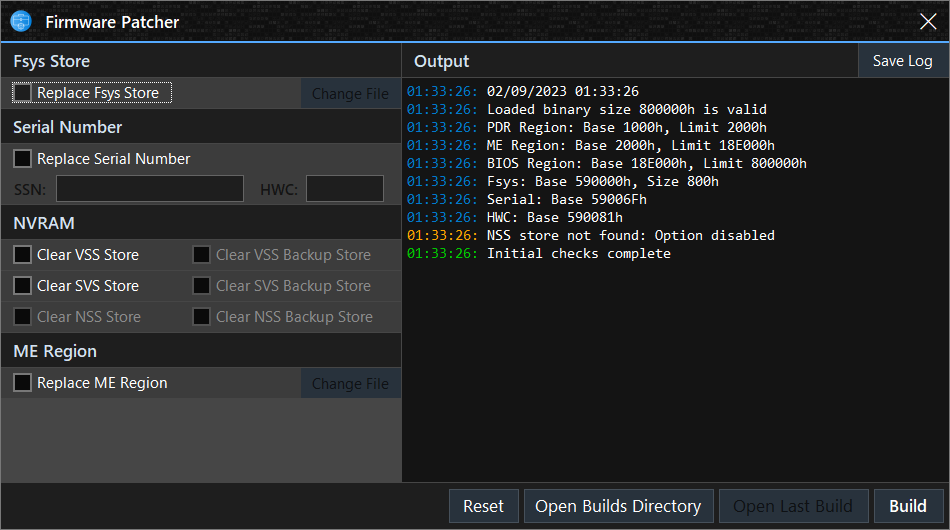 Firmware Patcher
Fsys Store
Replace Fsys Store
Change File
Serial Number
Replace Serial Number
SSN:
HWC:
NVRAM
Clear VSS Store
Clear VSS Backup Store
Clear SVS Store
Clear SVS Backup Store
Clear NSS Store
Clear NSS Backup Store
ME Region
Replace ME Region
Change File
Output
Save Log
01:33:26: 02/09/2023 01:33:26
01:33:26: Loaded binary size 800000h is valid
01:33:26: PDR Region: Base 1000h, Limit 2000h
01:33:26: ME Region: Base 2000h, Limit 18E000h
01:33:26: BIOS Region: Base 18E000h, Limit 800000h
01:33:26: Fsys: Base 590000h, Size 800h
01:33:26: Serial: Base 59006Fh
01:33:26: HWC: Base 590081h
01:33:26: NSS store not found: Option disabled
01:33:26: Initial checks complete
Reset
Open Builds Directory
Open Last Build
Build